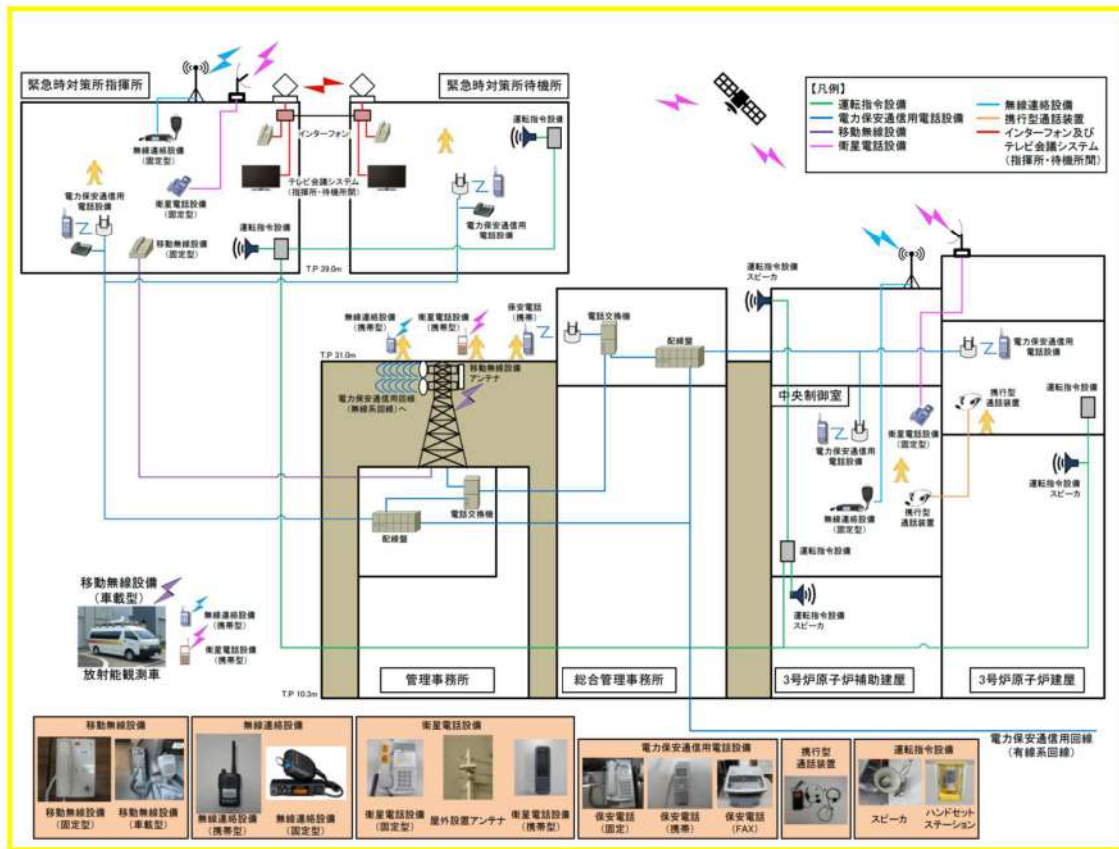 緊急時対策所指揮所
緊急時対策所待機所
【凡例】
運転指令設備
電力保安通信用電話設備
移動無線設備
衛星電話設備
無線連絡設備
携行型通話装置
インターフォン及び
テレビ会議システム
(指揮所・待機所間)
無線連絡設備
(固定型)
インターフォン
運転指令設備
電力保安通信用
電話設備
衛星電話設備
(固定型)
テレビ会議システム
(指揮所・待機所間)
電力保安通信用
電話設備
移動無線設備
(固定型)
運転指令設備
T.P 39.0m
運転指令設備
スピーカ
無線連絡設備
(携帯型)
衛星電話設備
(携帯型)
保安電話
(携帯)
電話交換機
配線盤
T.P 31.0m
移動無線設備
アンテナ
電力保安通信用回線
(無線系回線)へ
電力保安通信用
電話設備
中央制御室
携行型
通話装置
運転指令設備
衛星電話設備
(固定型)
電力保安通信用
電話設備
運転指令設備
スピーカ
電話交換機
配線盤
無線連絡設備
(固定型)
携行型
通話装置
運転指令設備
運転指令設備
スピーカ
移動無線設備
(車載型)
無線連絡設備
(携帯型)
衛星電話設備
(携帯型)
放射能観測車
T.P 10.3m
管理事務所
総合管理事務所
3号炉原子炉補助建屋
3号炉原子炉建屋
電力保安通信用回線
(有線系回線)
移動無線設備
移動無線設備
(固定型)
移動無線設備
(車載型)
無線連絡設備
無線連絡設備
(携帯型)
無線連絡設備
(固定型)
衛星電話設備
衛星電話設備
(固定型)
屋外設置アンテナ
衛星電話設備
(携帯型)
電力保安通信用電話設備
保安電話
(固定)
保安電話
(携帯)
保安電話
(FAX)
携行型
通話装置
運転指令設備
スピーカ
ハンドセット
ステーション